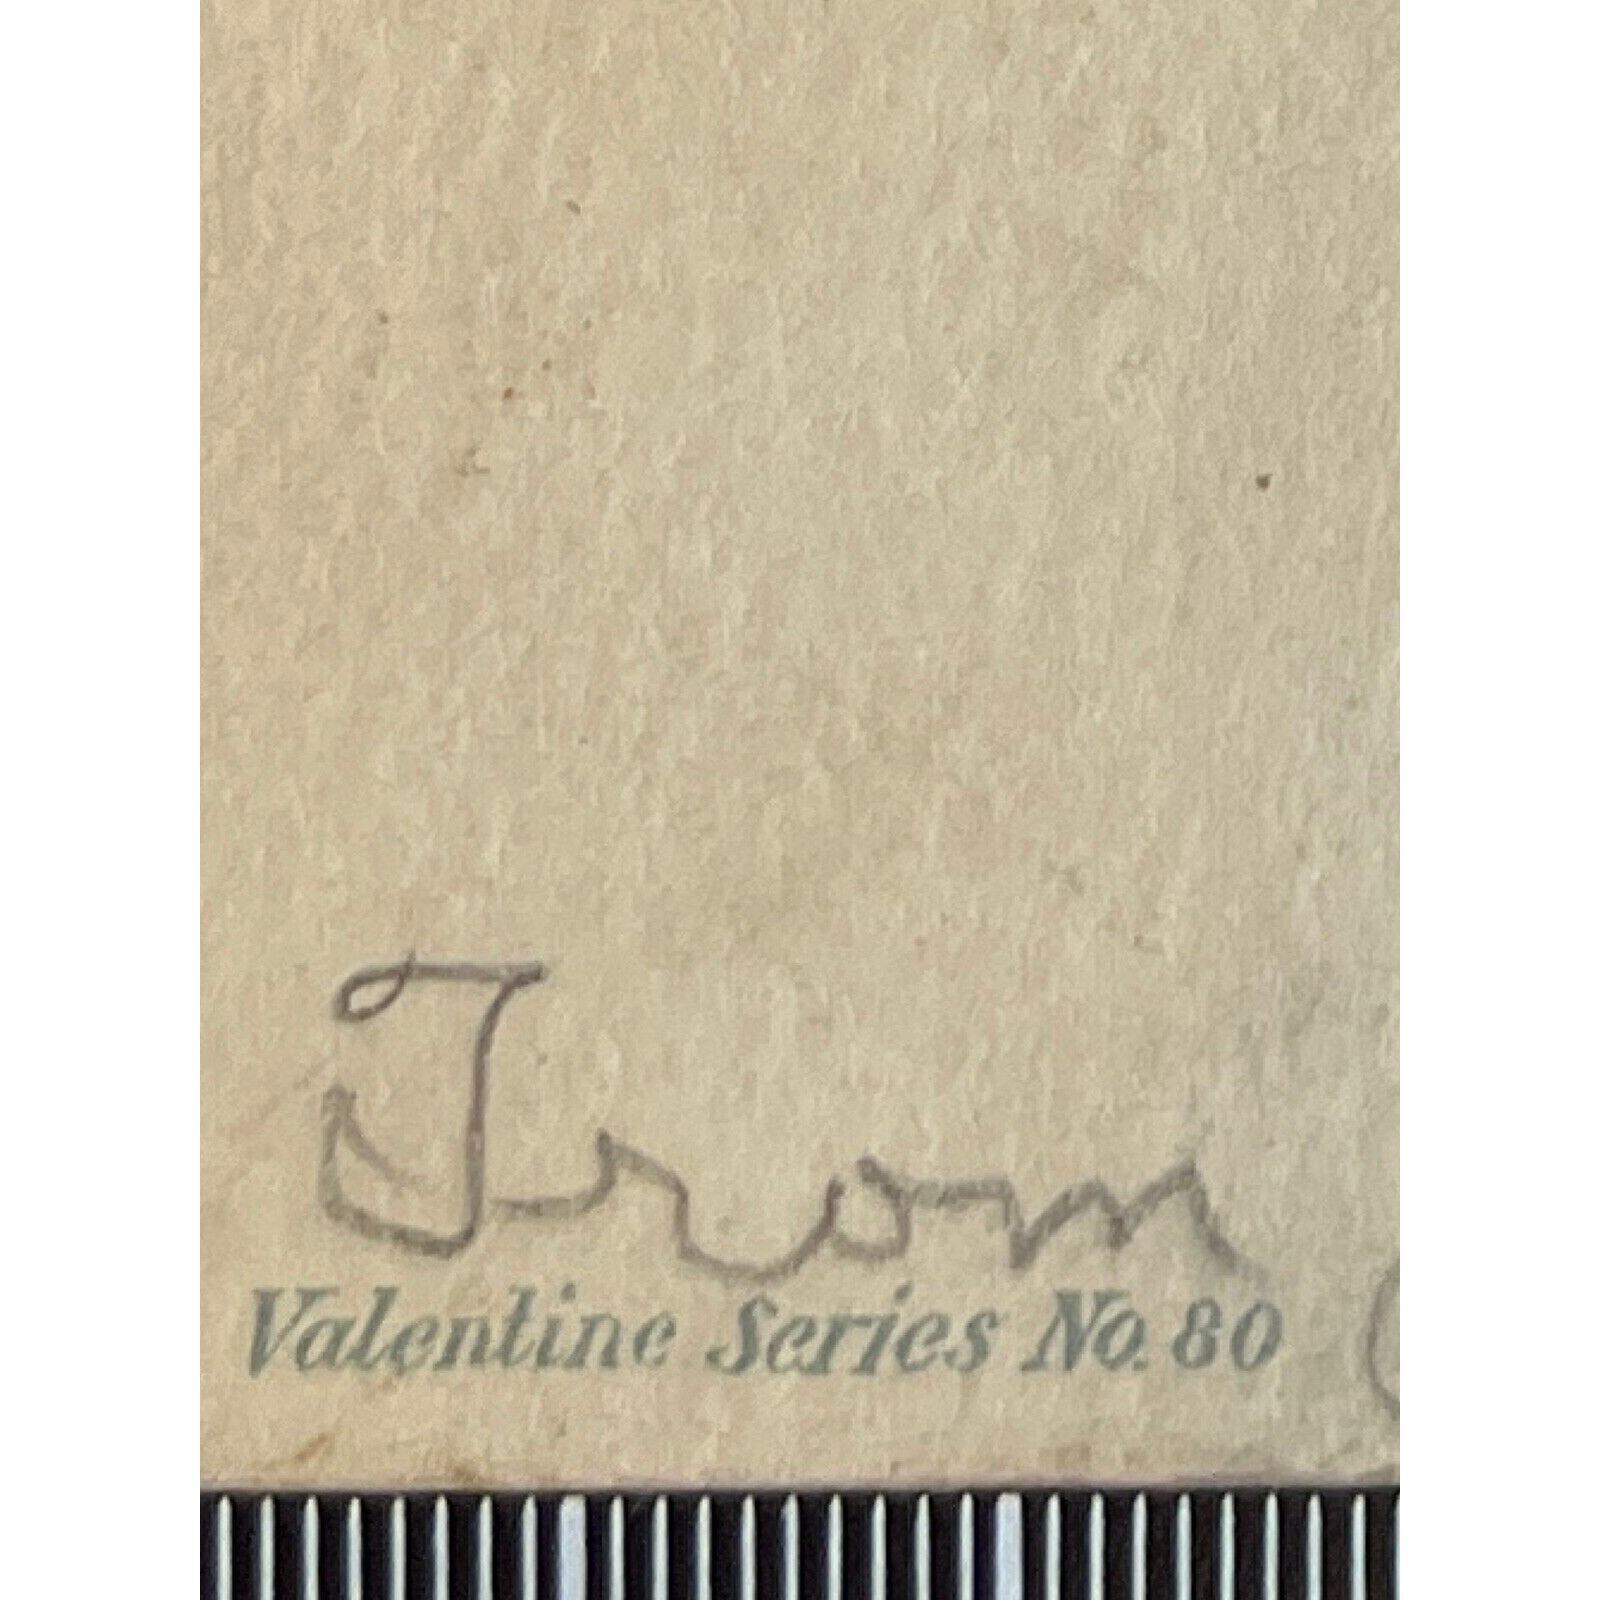 From
Valentine Series No. 80